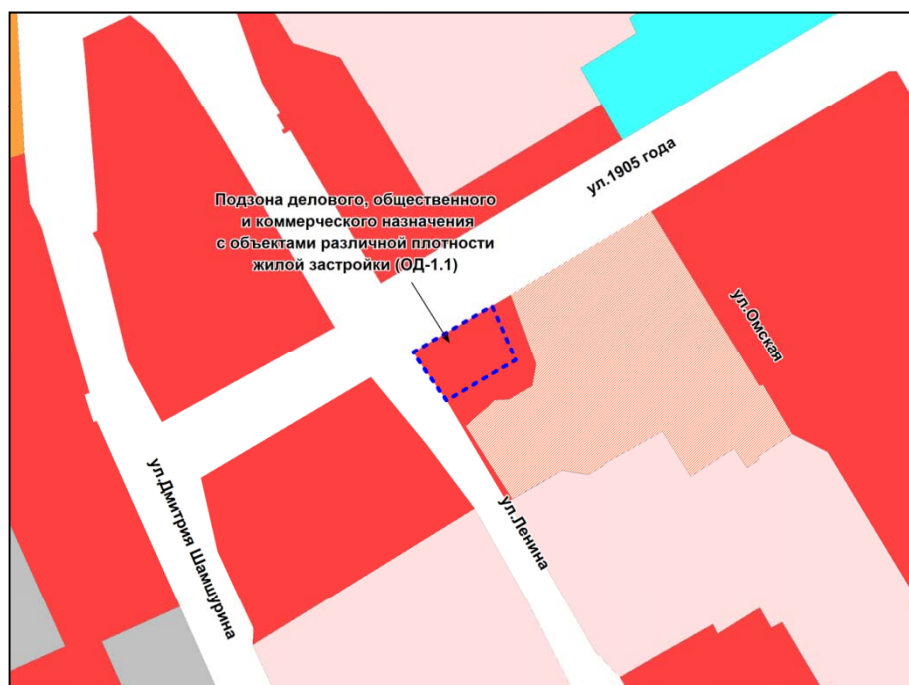 ул.1905 года
Подзона делового, общественного
и коммерческого назначения
с объектами различной плотности
жилой застройки (ОД-1.1)
ул.Омская
ул.Дмитрия Шамшурина
ул.Ленина